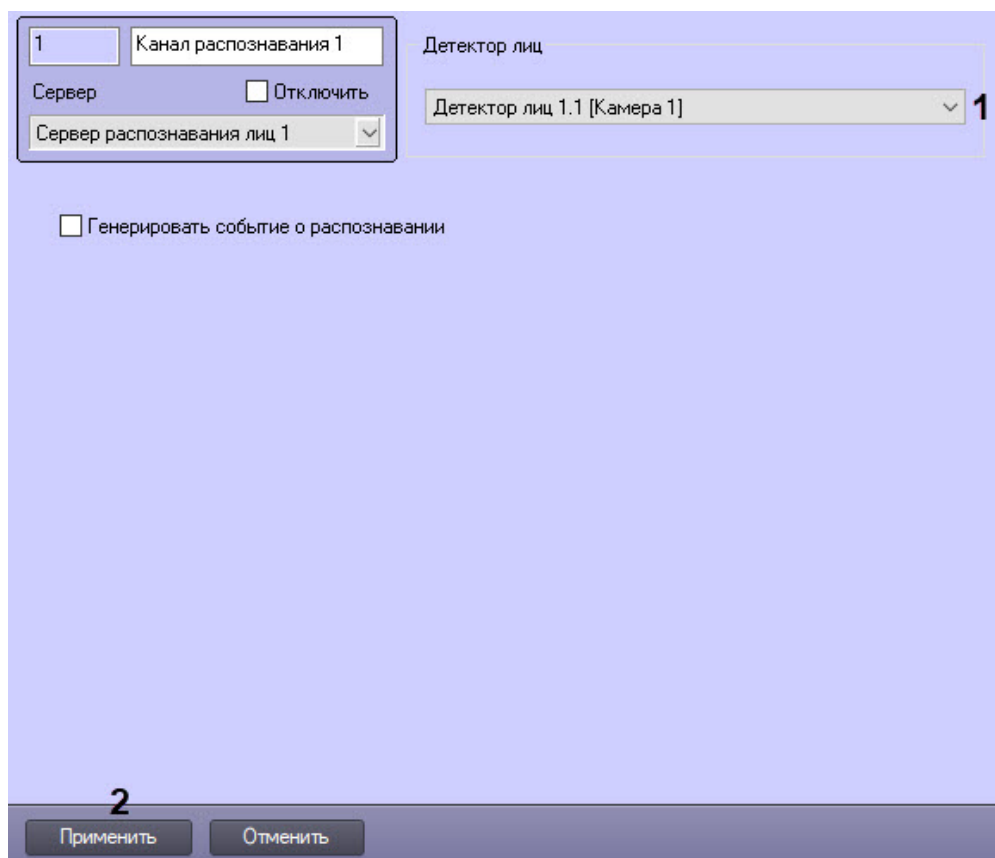 1
Канал распознавания 1
Сервер
Отключить
Сервер распознавания лиц 1
Детектор лиц
Детектор лиц 1.1 [Камера 1]
1
Генерировать событие о распознавании
2
Применить
Отменить